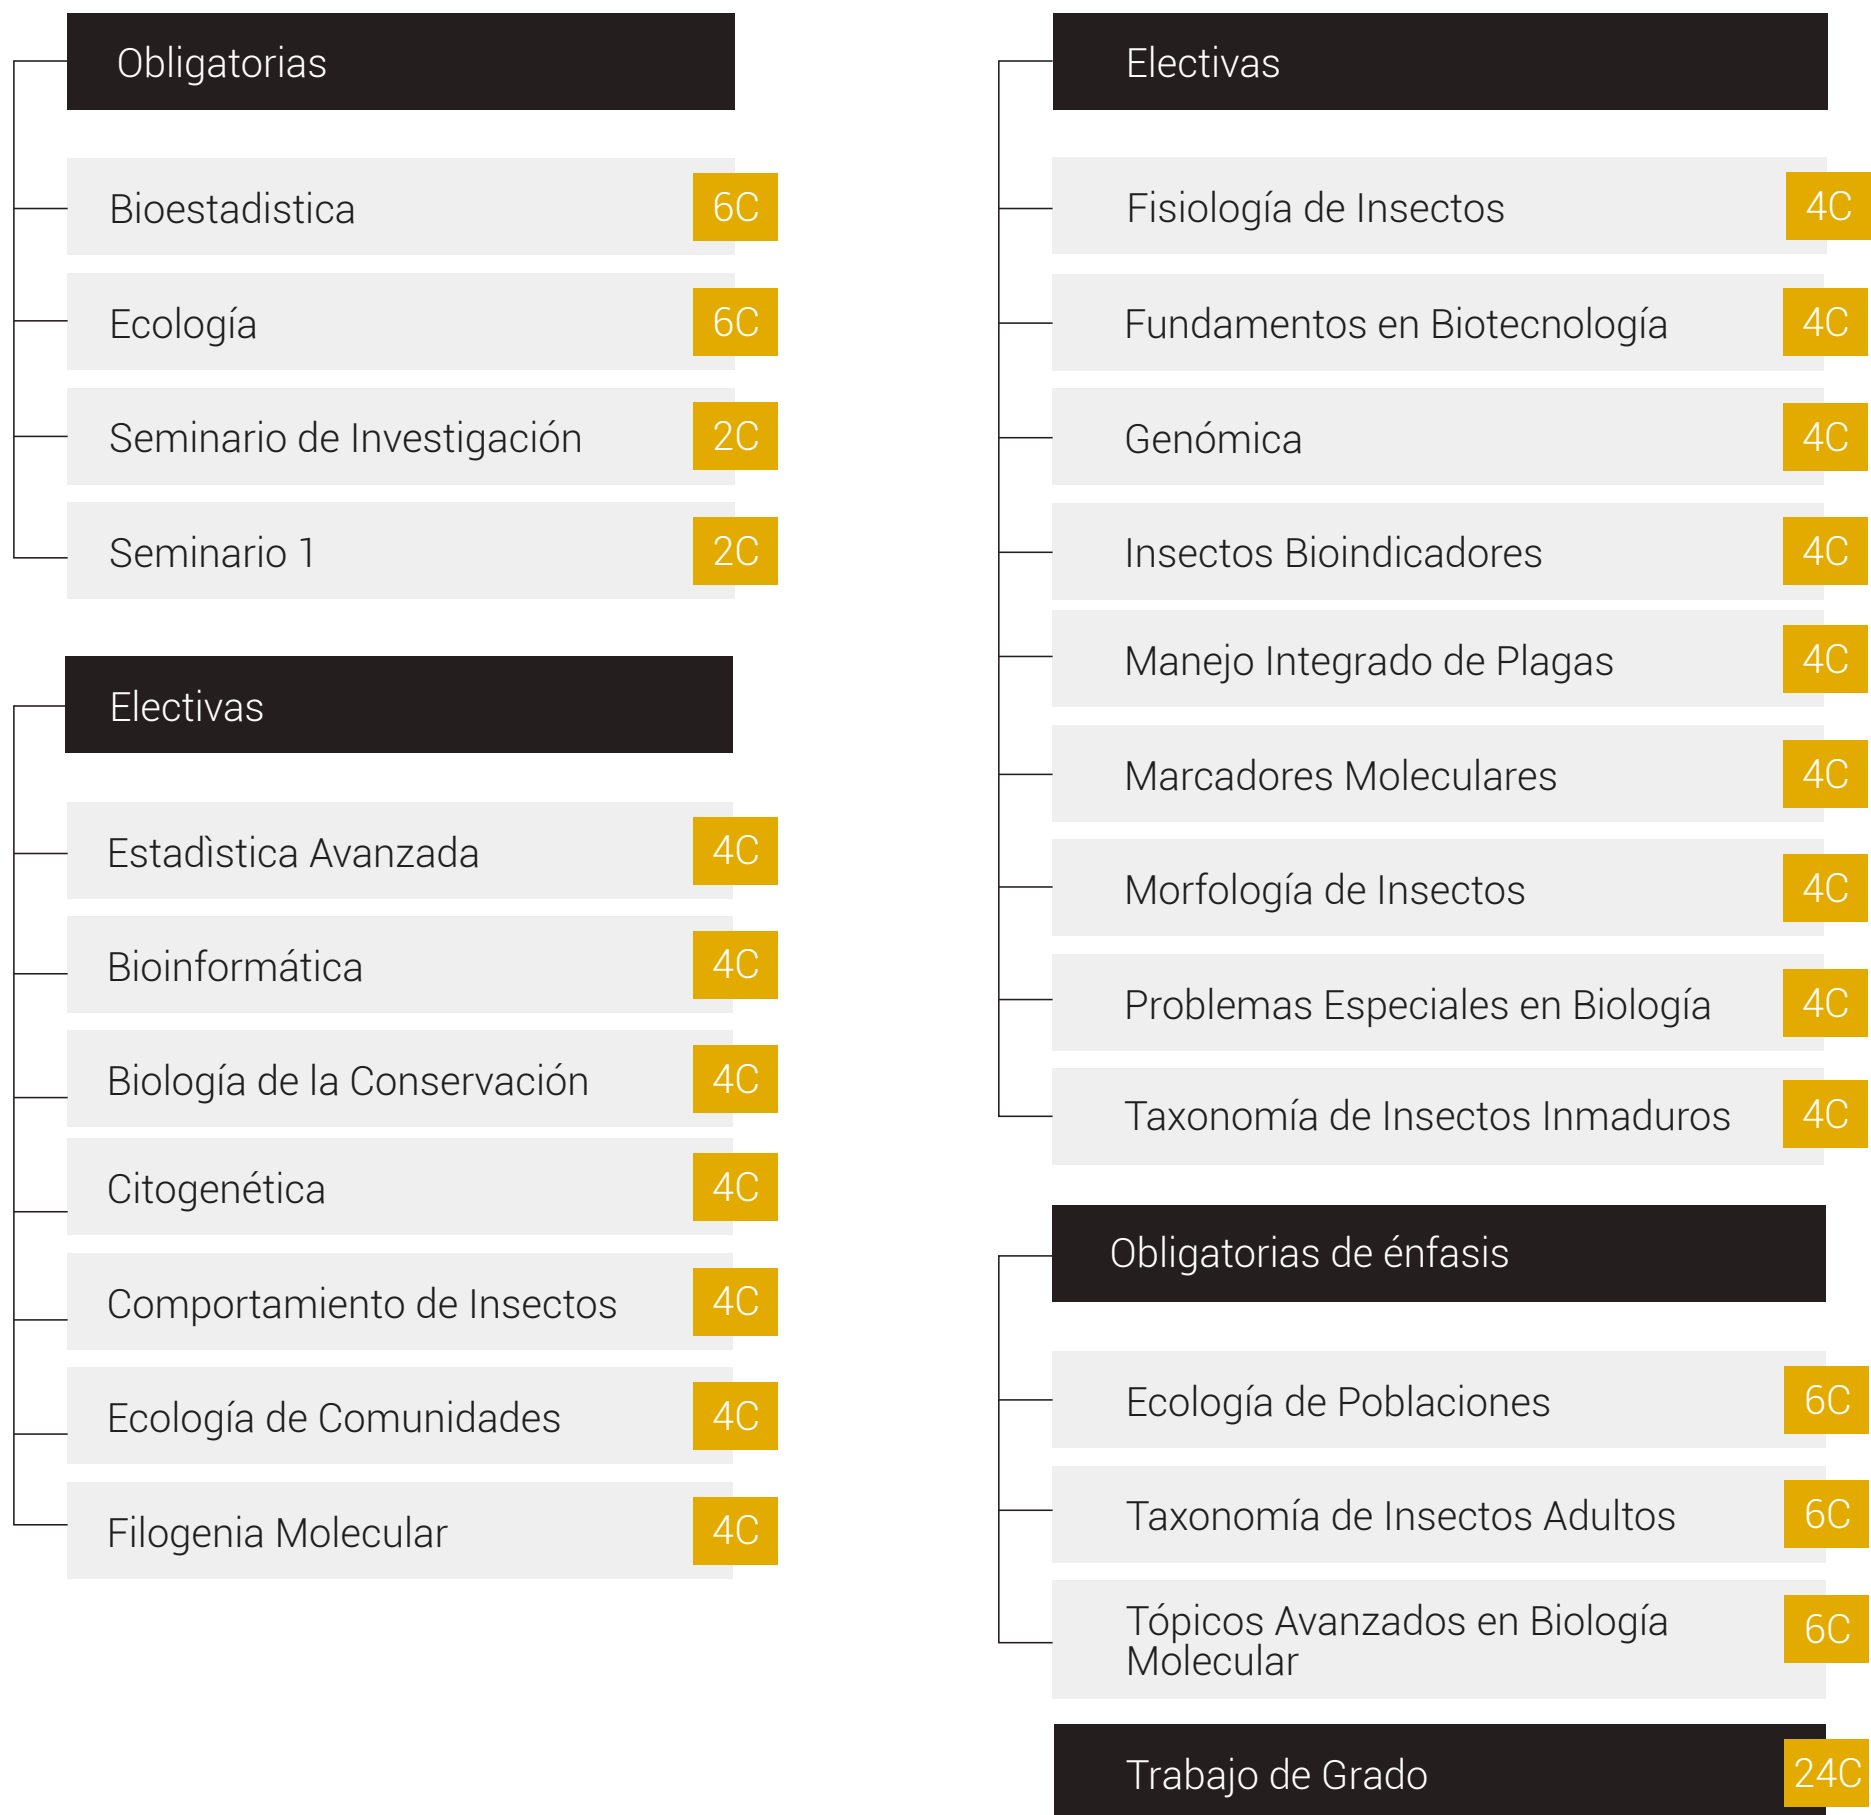 Obligatorias
Bioestadistica 6C
Ecología 6C
Seminario de Investigación 2C
Seminario 1 2C
Electivas
Estadìstica Avanzada 4C
Bioinformática 4C
Biología de la Conservación 4C
Citogenética 4C
Comportamiento de Insectos 4C
Ecología de Comunidades 4C
Filogenia Molecular 4C
Electivas
Fisiología de Insectos 4C
Fundamentos en Biotecnología 4C
Genómica 4C
Insectos Bioindicadores 4C
Manejo Integrado de Plagas 4C
Marcadores Moleculares 4C
Morfología de Insectos 4C
Problemas Especiales en Biología 4C
Taxonomía de Insectos Inmaduros 4C
Obligatorias de énfasis
Ecología de Poblaciones 6C
Taxonomía de Insectos Adultos 6C
Tópicos Avanzados en Biología
Molecular 6C
Trabajo de Grado 24C